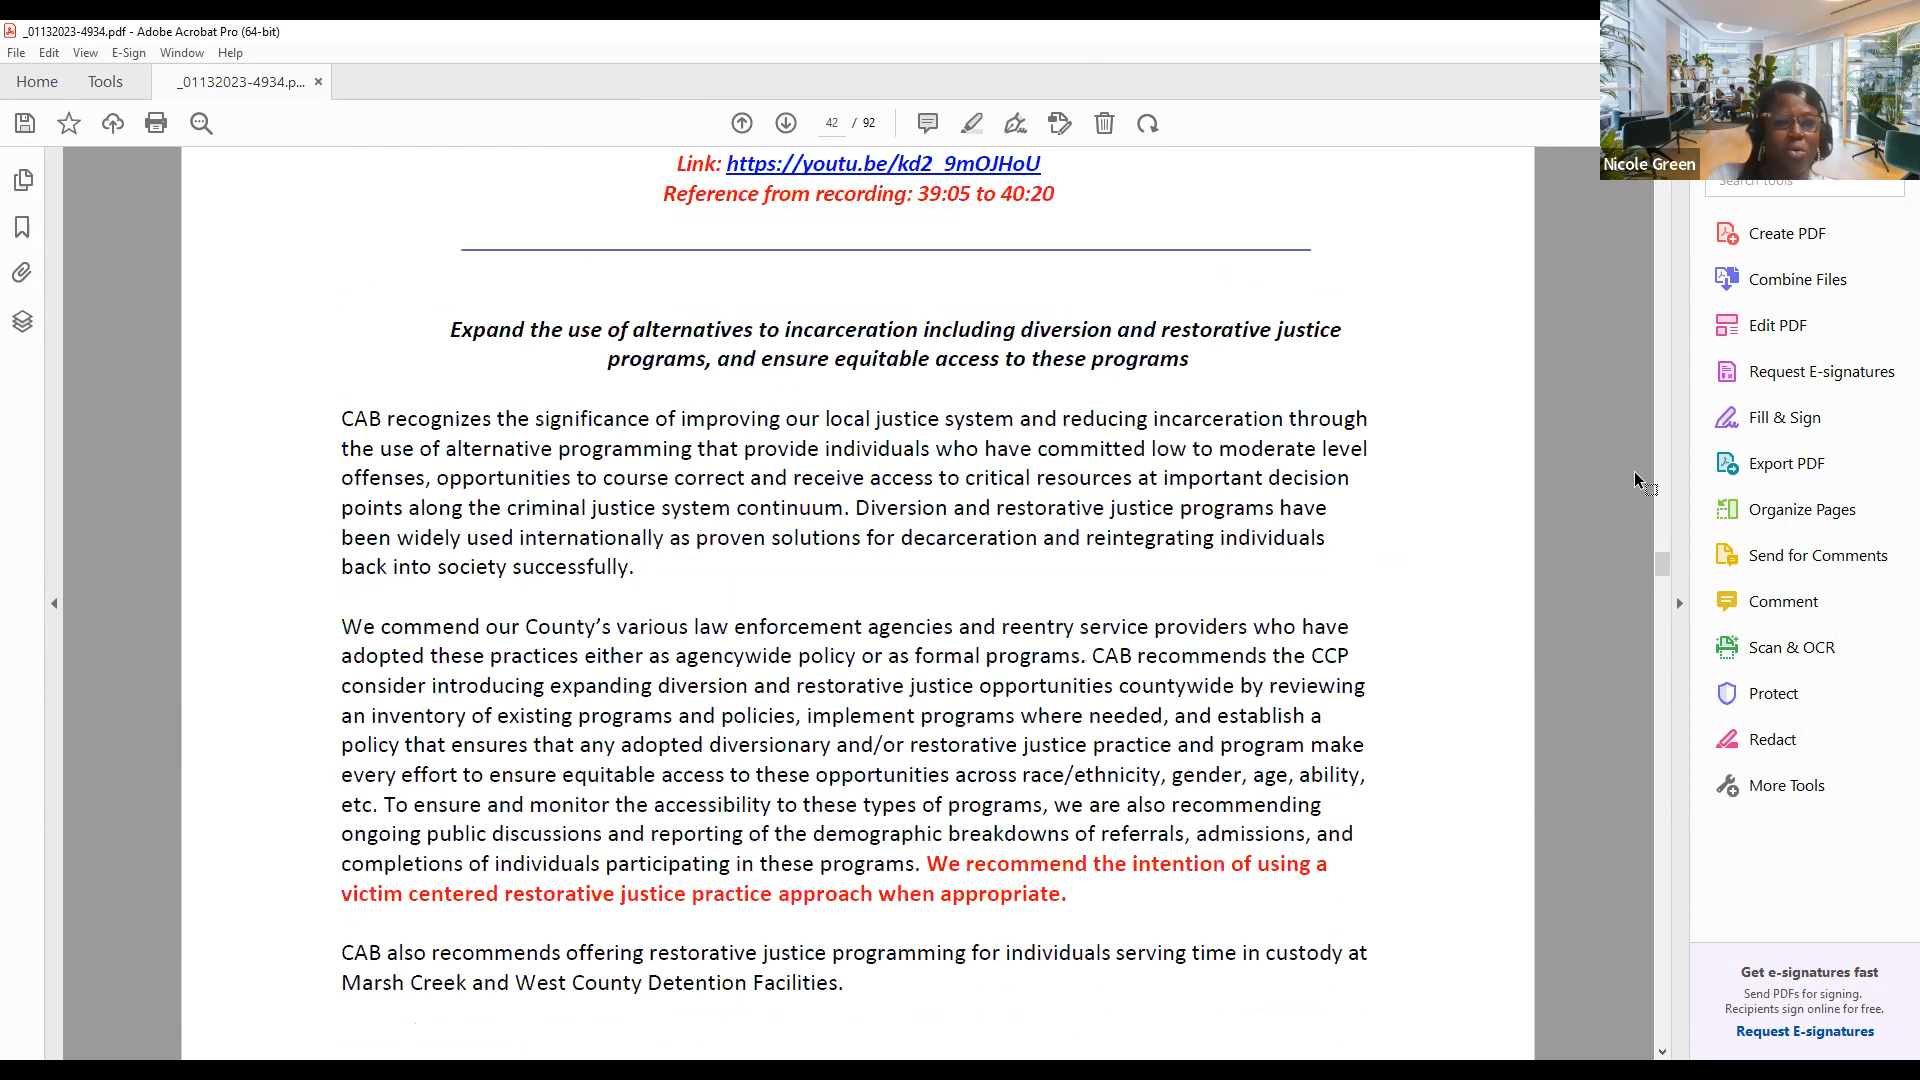 _01132023-4934.pdf - Adobe Acrobat Pro (64-bit)
File Edit View E-Sign Window Help
Home Tools _01132023-4934.p... ×
42 / 92
Nicole Green
Search tools
Link: https://youtu.be/kd2_9mOJHoU
Reference from recording: 39:05 to 40:20
Expand the use of alternatives to incarceration including diversion and restorative justice
programs, and ensure equitable access to these programs
CAB recognizes the significance of improving our local justice system and reducing incarceration through
the use of alternative programming that provide individuals who have committed low to moderate level
offenses, opportunities to course correct and receive access to critical resources at important decision
points along the criminal justice system continuum. Diversion and restorative justice programs have
been widely used internationally as proven solutions for decarceration and reintegrating individuals
back into society successfully.
We commend our County’s various law enforcement agencies and reentry service providers who have
adopted these practices either as agencywide policy or as formal programs. CAB recommends the CCP
consider introducing expanding diversion and restorative justice opportunities countywide by reviewing
an inventory of existing programs and policies, implement programs where needed, and establish a
policy that ensures that any adopted diversionary and/or restorative justice practice and program make
every effort to ensure equitable access to these opportunities across race/ethnicity, gender, age, ability,
etc. To ensure and monitor the accessibility to these types of programs, we are also recommending
ongoing public discussions and reporting of the demographic breakdowns of referrals, admissions, and
completions of individuals participating in these programs. We recommend the intention of using a
victim centered restorative justice practice approach when appropriate.
CAB also recommends offering restorative justice programming for individuals serving time in custody at
Marsh Creek and West County Detention Facilities.
Create PDF
Combine Files
Edit PDF
Request E-signatures
Fill & Sign
Export PDF
Organize Pages
Send for Comments
Comment
Scan & OCR
Protect
Redact
More Tools
Get e-signatures fast
Send PDFs for signing.
Recipients sign online for free.
Request E-signatures